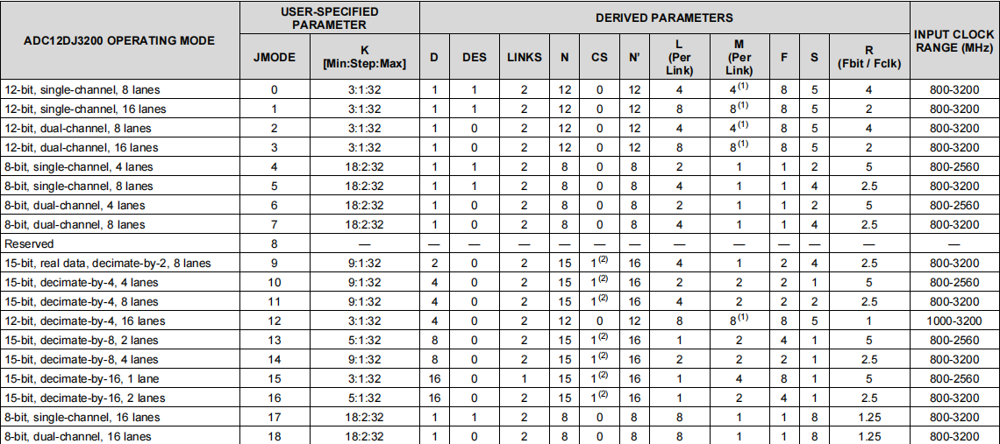 ADC12DJ3200 OPERATING MODE USER-SPECIFIED PARAMETER DERIVED PARAMETERS INPUT CLOCK RANGE (MHz)
JMODE K [Min:Step:Max] D DES LINKS N CS N' L (Per Link) M (Per Link) F S R (Fbit / Fclk)
12-bit, single-channel, 8 lanes 0 3:1:32 1 1 2 12 0 12 4 4(1) 8 5 4 800-3200
12-bit, single-channel, 16 lanes 1 3:1:32 1 1 2 12 0 12 8 8(1) 8 5 2 800-3200
12-bit, dual-channel, 8 lanes 2 3:1:32 1 0 2 12 0 12 4 4(1) 8 5 4 800-3200
12-bit, dual-channel, 16 lanes 3 3:1:32 1 0 2 12 0 12 8 8(1) 8 5 2 800-3200
8-bit, single-channel, 4 lanes 4 18:2:32 1 1 2 8 0 8 2 1 1 2 5 800-2560
8-bit, single-channel, 8 lanes 5 18:2:32 1 1 2 8 0 8 4 1 1 4 2.5 800-3200
8-bit, dual-channel, 4 lanes 6 18:2:32 1 0 2 8 0 8 2 1 1 2 5 800-2560
8-bit, dual-channel, 8 lanes 7 18:2:32 1 0 2 8 0 8 4 1 1 4 2.5 800-3200
Reserved 8 — — — — — — — — — — — — —
15-bit, real data, decimate-by-2, 8 lanes 9 9:1:32 2 0 2 15 1(2) 16 4 1 2 4 2.5 800-3200
15-bit, decimate-by-4, 4 lanes 10 9:1:32 4 0 2 15 1(2) 16 2 2 2 1 5 800-2560
15-bit, decimate-by-4, 8 lanes 11 9:1:32 4 0 2 15 1(2) 16 4 2 2 2 2.5 800-3200
12-bit, decimate-by-4, 16 lanes 12 3:1:32 4 0 2 12 0 12 8 8(1) 8 5 1 1000-3200
15-bit, decimate-by-8, 2 lanes 13 5:1:32 8 0 2 15 1(2) 16 1 2 4 1 5 800-2560
15-bit, decimate-by-8, 4 lanes 14 9:1:32 8 0 2 15 1(2) 16 2 2 2 1 2.5 800-3200
15-bit, decimate-by-16, 1 lane 15 3:1:32 16 0 1 15 1(2) 16 1 4 8 1 5 800-2560
15-bit, decimate-by-16, 2 lanes 16 5:1:32 16 0 2 15 1(2) 16 1 2 4 1 2.5 800-3200
8-bit, single-channel, 16 lanes 17 18:2:32 1 1 2 8 0 8 8 1 1 8 1.25 800-3200
8-bit, dual-channel, 16 lanes 18 18:2:32 1 0 2 8 0 8 8 1 1 8 1.25 800-3200